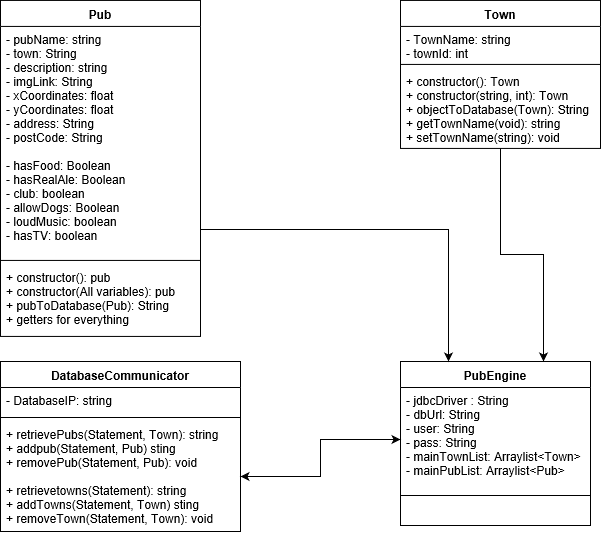 Pub
- pubName: string
- town: String
- description: string
- imgLink: String
- xCoordinates: float
- yCoordinates: float
- address: String
- postCode: String
- hasFood: Boolean
- hasRealAle: Boolean
- club: boolean
- allowDogs: Boolean
- loudMusic: boolean
- hasTV: boolean
+ constructor(): pub
+ constructor(All variables): pub
+ pubToDatabase(Pub): String
+ getters for everything
Town
- TownName: string
- townId: int
+ constructor(): Town
+ constructor(string, int): Town
+ objectToDatabase(Town): String
+ getTownName(void): string
+ setTownName(string): void
DatabaseCommunicator
- DatabaseIP: string
+ retrievePubs(Statement, Town): string
+ addpub(Statement, Pub) sting
+ removePub(Statement, Pub): void
+ retrievetowns(Statement): string
+ addTowns(Statement, Town) sting
+ removeTown(Statement, Town): void
PubEngine
- jdbcDriver : String
- dbUrl: String
- user: String
- pass: String
- mainTownList: Arraylist<Town>
- mainPubList: Arraylist<Pub>